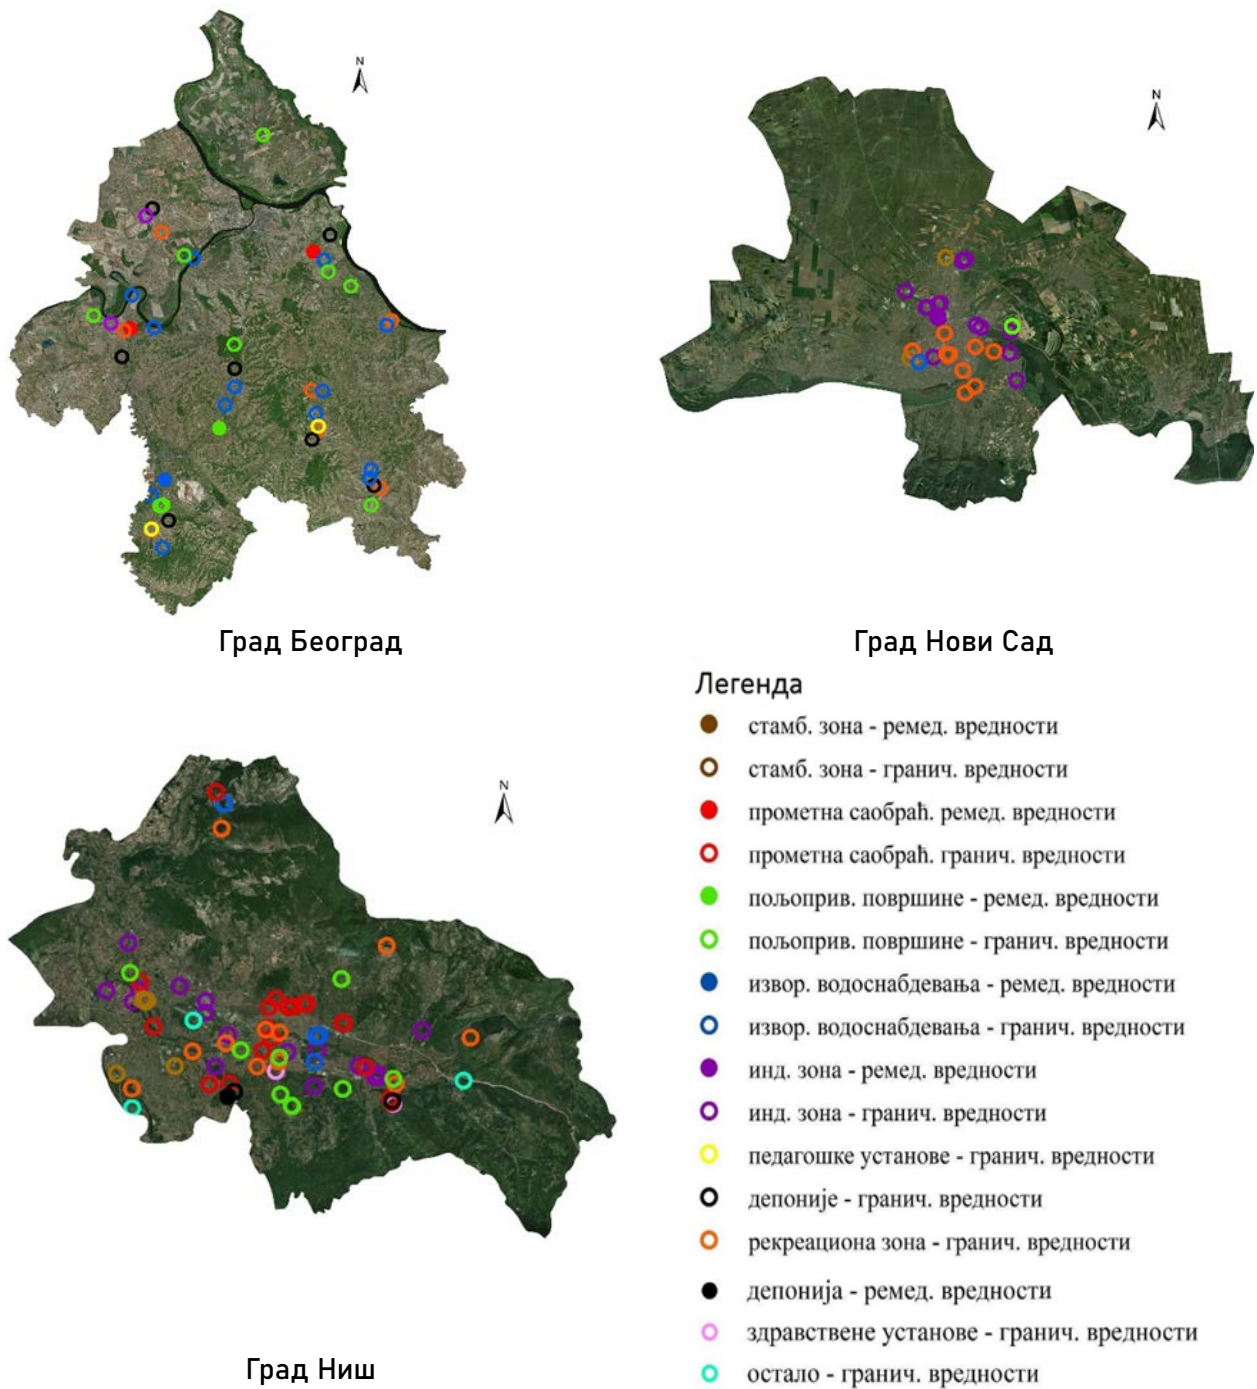 N
N
Град Београд
Град Нови Сад
Легенда
стамб. зона - ремед. вредности
стамб. зона - гранич. вредности
прометна саобраћ. ремед. вредности
прометна саобраћ. гранич. вредности
пољоприв. површине - ремед. вредности
пољоприв. површине - гранич. вредности
извор. водоснабдевања - ремед. вредности
извор. водоснабдевања - гранич. вредности
инд. зона - ремед. вредности
инд. зона - гранич. вредности
педагошке установе - гранич. вредности
депоније - гранич. вредности
рекреациона зона - гранич. вредности
депонија - ремед. вредности
здравствене установе - гранич. вредности
остало - гранич. вредности
N
Град Ниш